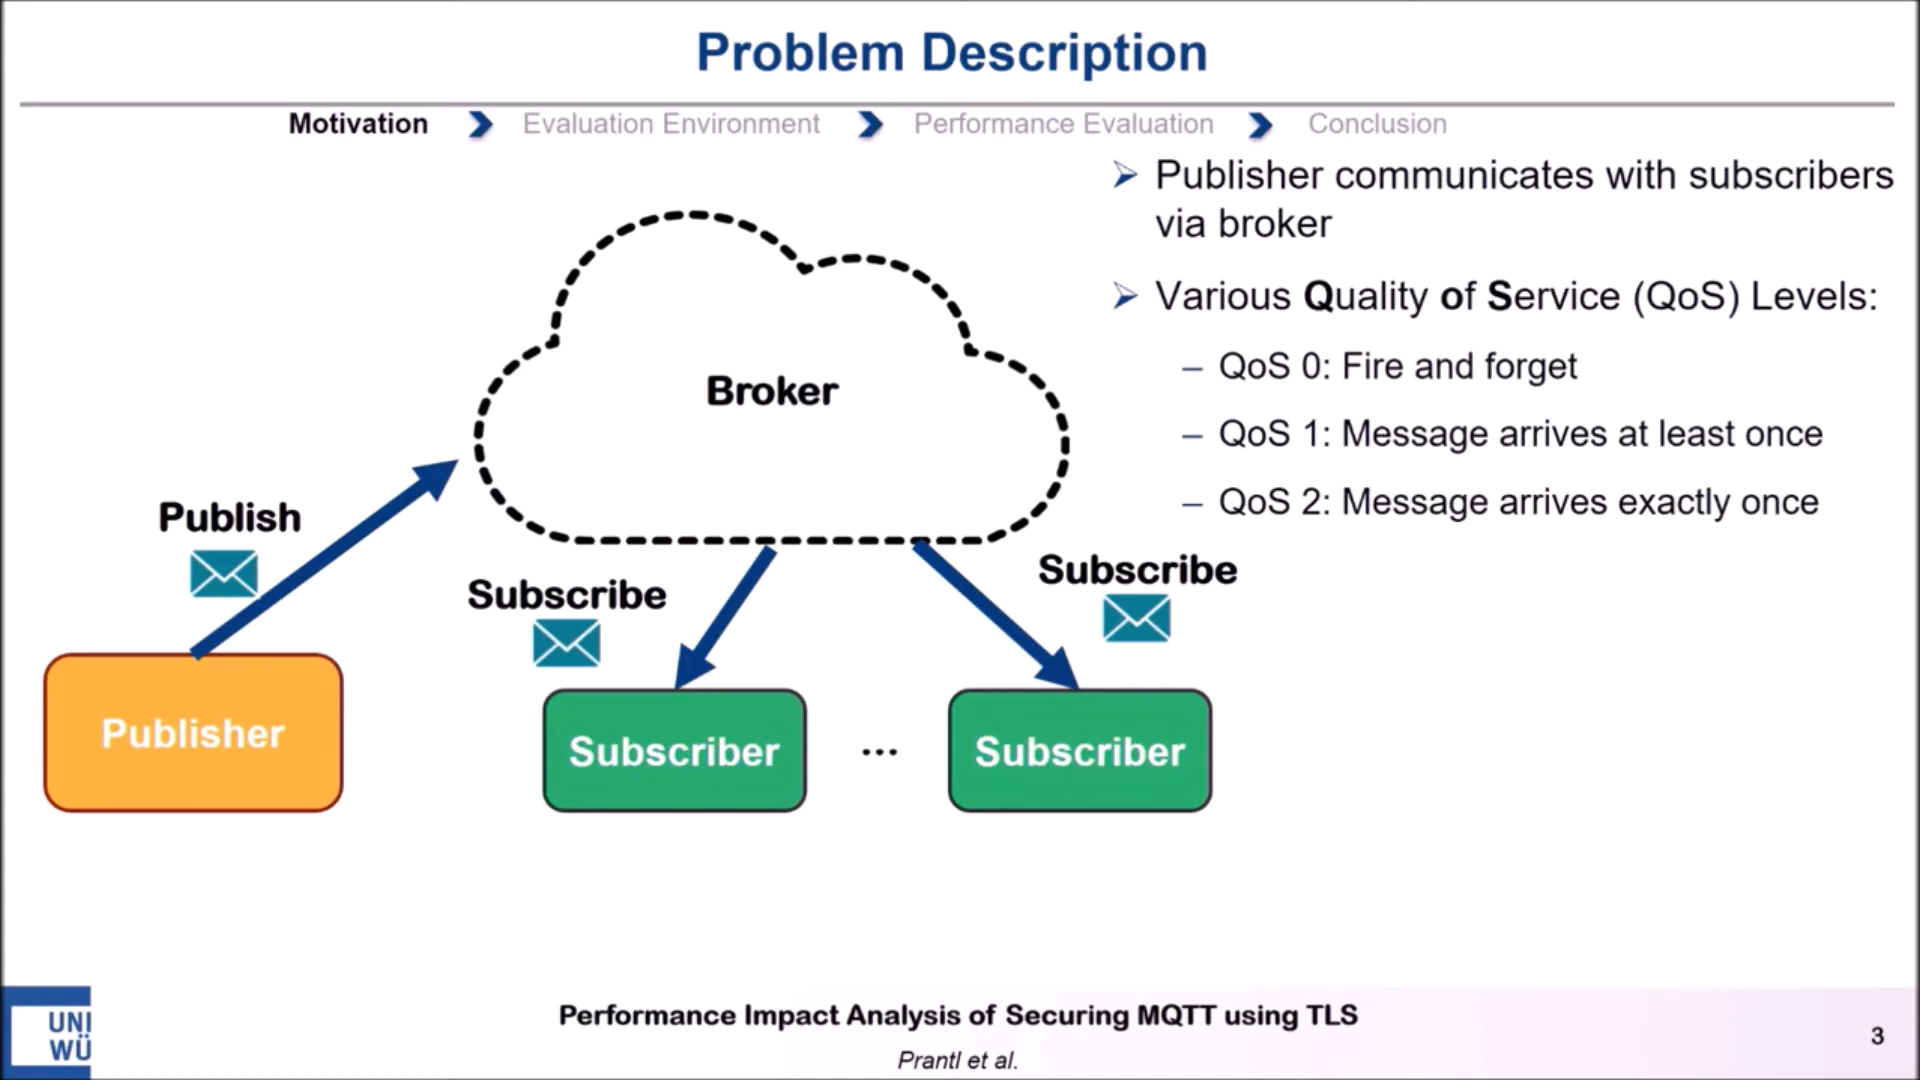 Problem Description
Motivation
Evaluation Environment
Performance Evaluation
Conclusion
Publisher communicates with subscribers
via broker
Various Quality of Service (QoS) Levels:
– QoS 0: Fire and forget
– QoS 1: Message arrives at least once
– QoS 2: Message arrives exactly once
Broker
Publish
Subscribe
Subscribe
Publisher
Subscriber
...
Subscriber
UNI
WÜ
Performance Impact Analysis of Securing MQTT using TLS
Prantl et al.
3